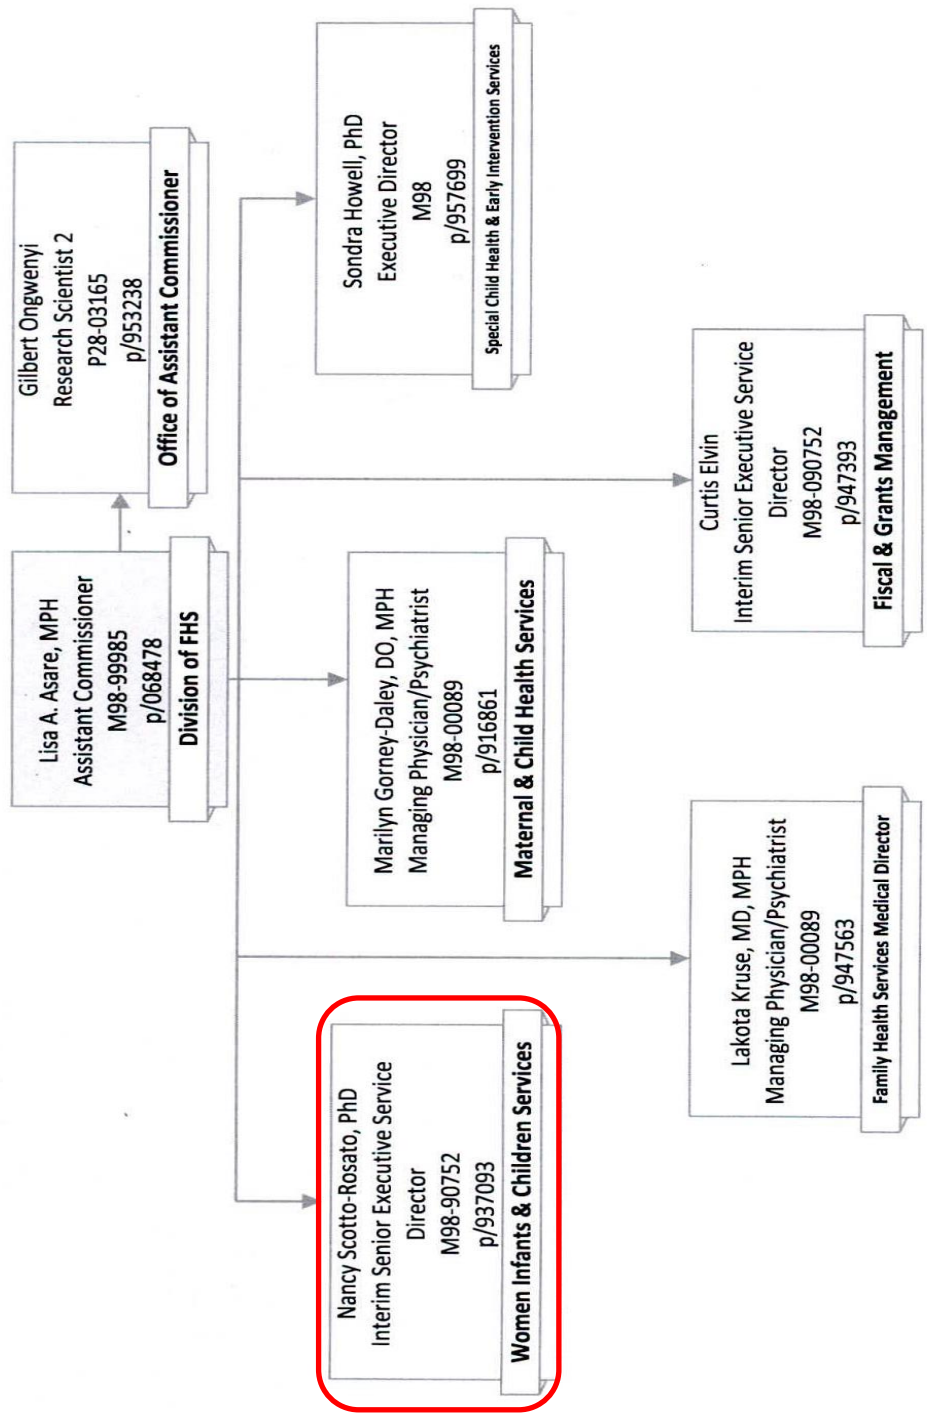 Lisa A. Asare, MPH
Assistant Commissioner
M98-99985
p/068478
Division of FHS
Gilbert Ongwenyi
Research Scientist 2
P28-03165
p/953238
Office of Assistant Commissioner
Nancy Scotto-Rosato, PhD
Interim Senior Executive Service
Director
M98-90752
p/937093
Women Infants & Children Services
Marilyn Gorney-Daley, DO, MPH
Managing Physician/Psychiatrist
M98-00089
p/916861
Maternal & Child Health Services
Sondra Howell, PhD
Executive Director
M98
p/957699
Special Child Health & Early Intervention Services
Lakota Kruse, MD, MPH
Managing Physician/Psychiatrist
M98-00089
p/947563
Family Health Services Medical Director
Curtis Elvin
Interim Senior Executive Service
Director
M98-090752
p/947393
Fiscal & Grants Management